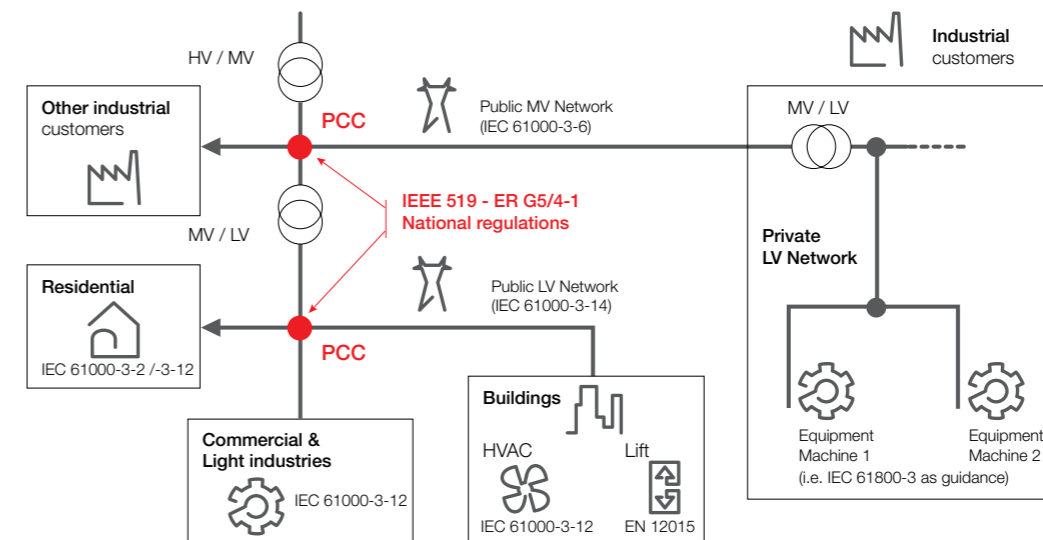 HV / MV
Industrial
customers
Other industrial
customers
PCC
Public MV Network
(IEC 61000-3-6)
MV / LV
IEEE 519 - ER G5/4-1
National regulations
MV / LV
Private
LV Network
Residential
IEC 61000-3-2 /-3-12
Public LV Network
(IEC 61000-3-14)
PCC
Buildings
Commercial &
Light industries
IEC 61000-3-12
HVAC
Lift
IEC 61000-3-12
EN 12015
Equipment
Machine 1
Equipment
Machine 2
(i.e. IEC 61800-3 as guidance)